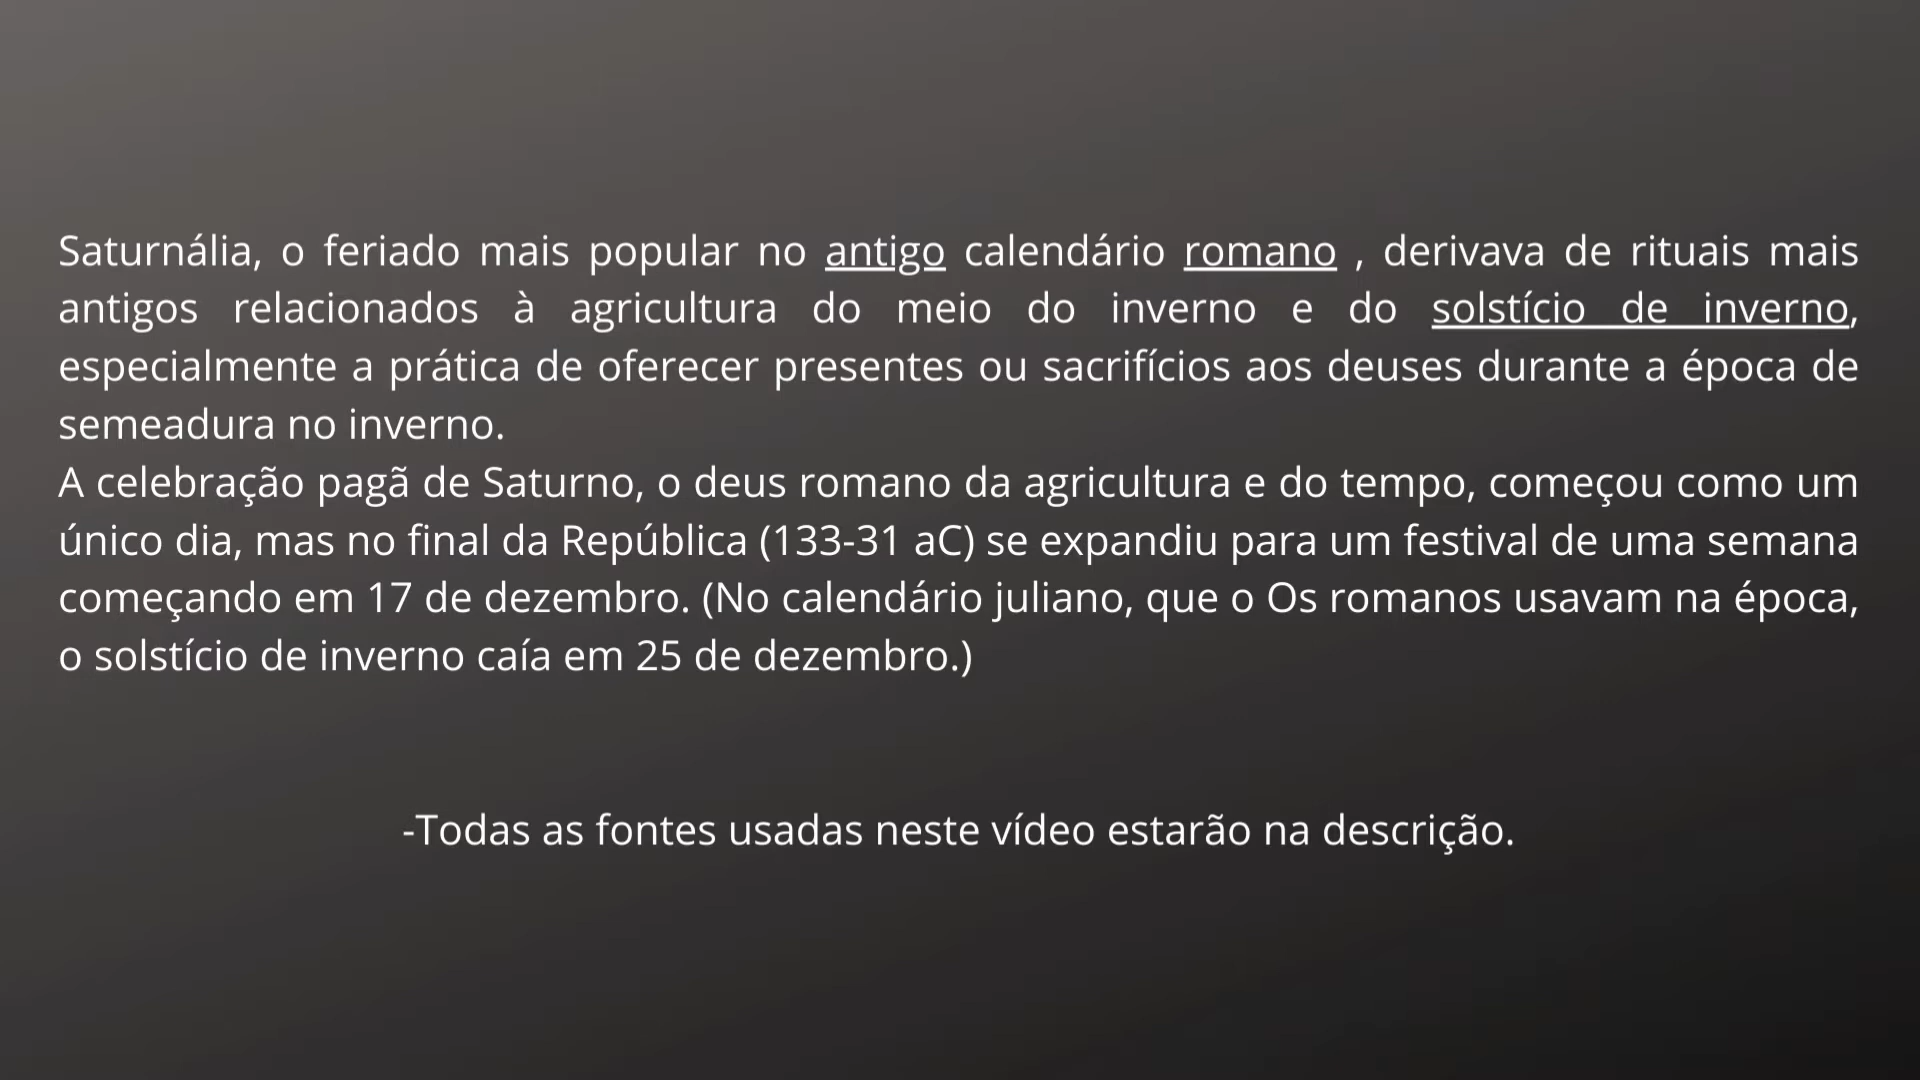 Saturnália, o feriado mais popular no antigo calendário romano , derivava de rituais mais
antigos relacionados à agricultura do meio do inverno e do solstício de inverno,
especialmente a prática de oferecer presentes ou sacrifícios aos deuses durante a época de
semeadura no inverno.
A celebração pagã de Saturno, o deus romano da agricultura e do tempo, começou como um
único dia, mas no final da República (133-31 aC) se expandiu para um festival de uma semana
começando em 17 de dezembro. (No calendário juliano, que o Os romanos usavam na época,
o solstício de inverno caía em 25 de dezembro.)
-Todas as fontes usadas neste vídeo estarão na descrição.